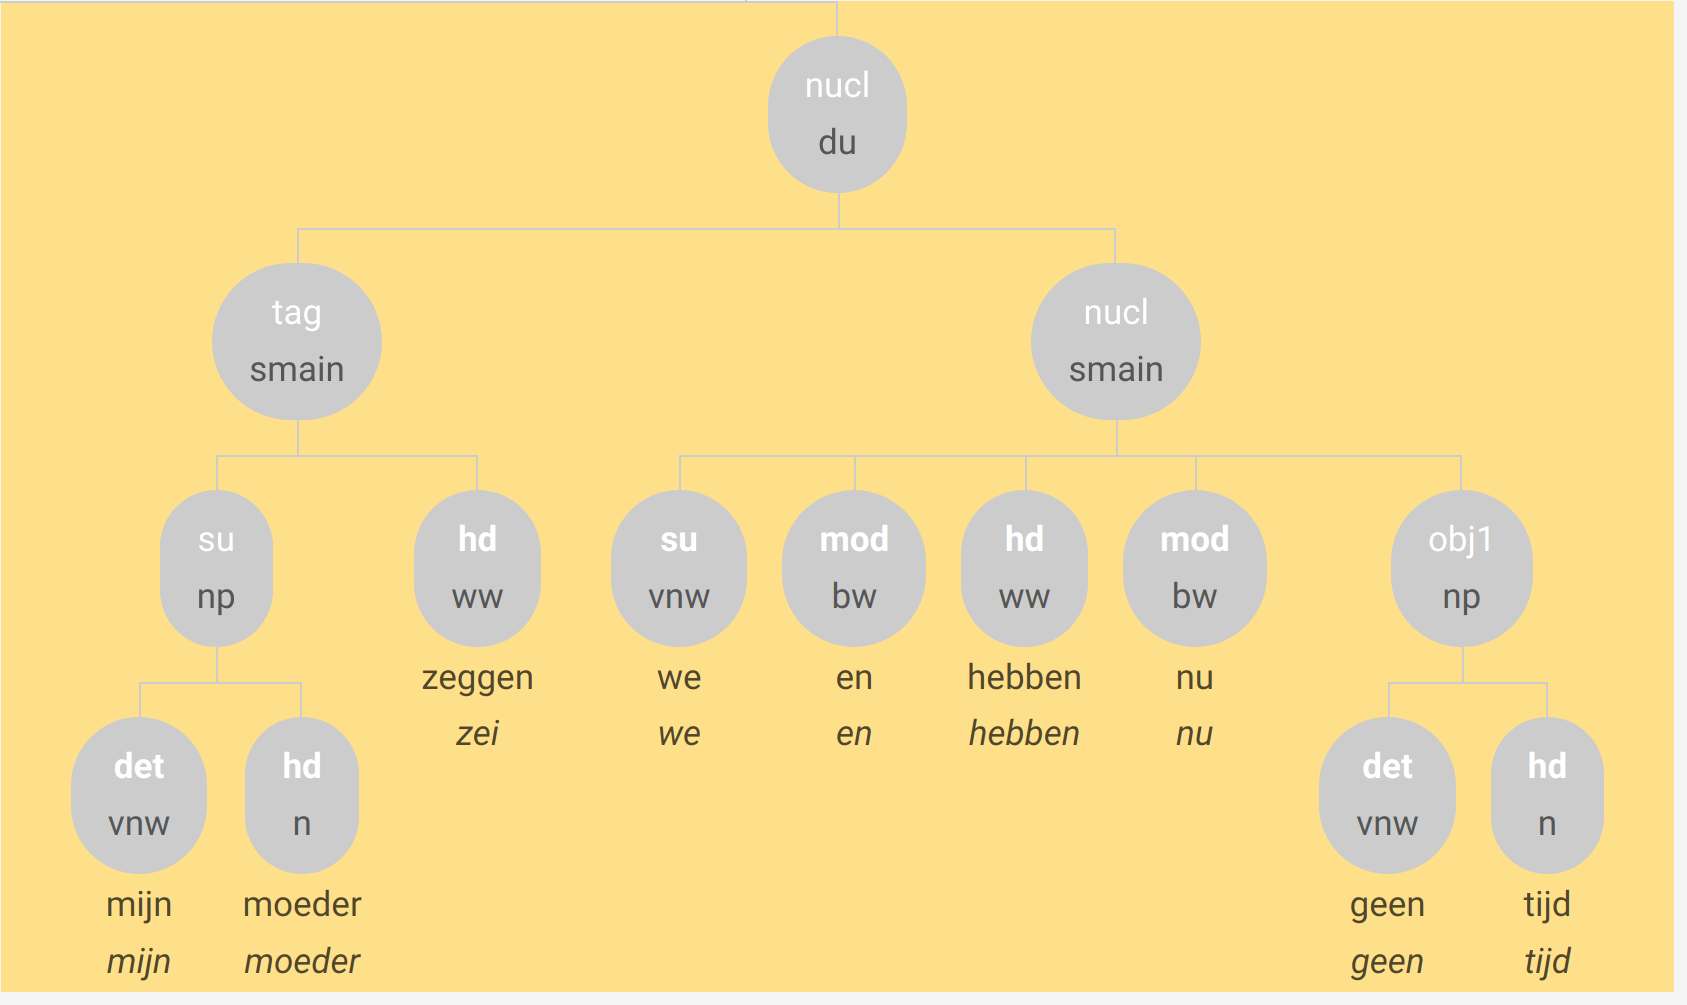 nucl
du
tag
smain
nucl
smain
su
np
hd
ww
su
vnw
mod
bw
hd
ww
mod
bw
obj1
np
zeggen
zei
we
we
en
en
hebben
hebben
nu
nu
det
vnw
hd
n
det
vnw
hd
n
mijn
mijn
moeder
moeder
geen
geen
tijd
tijd